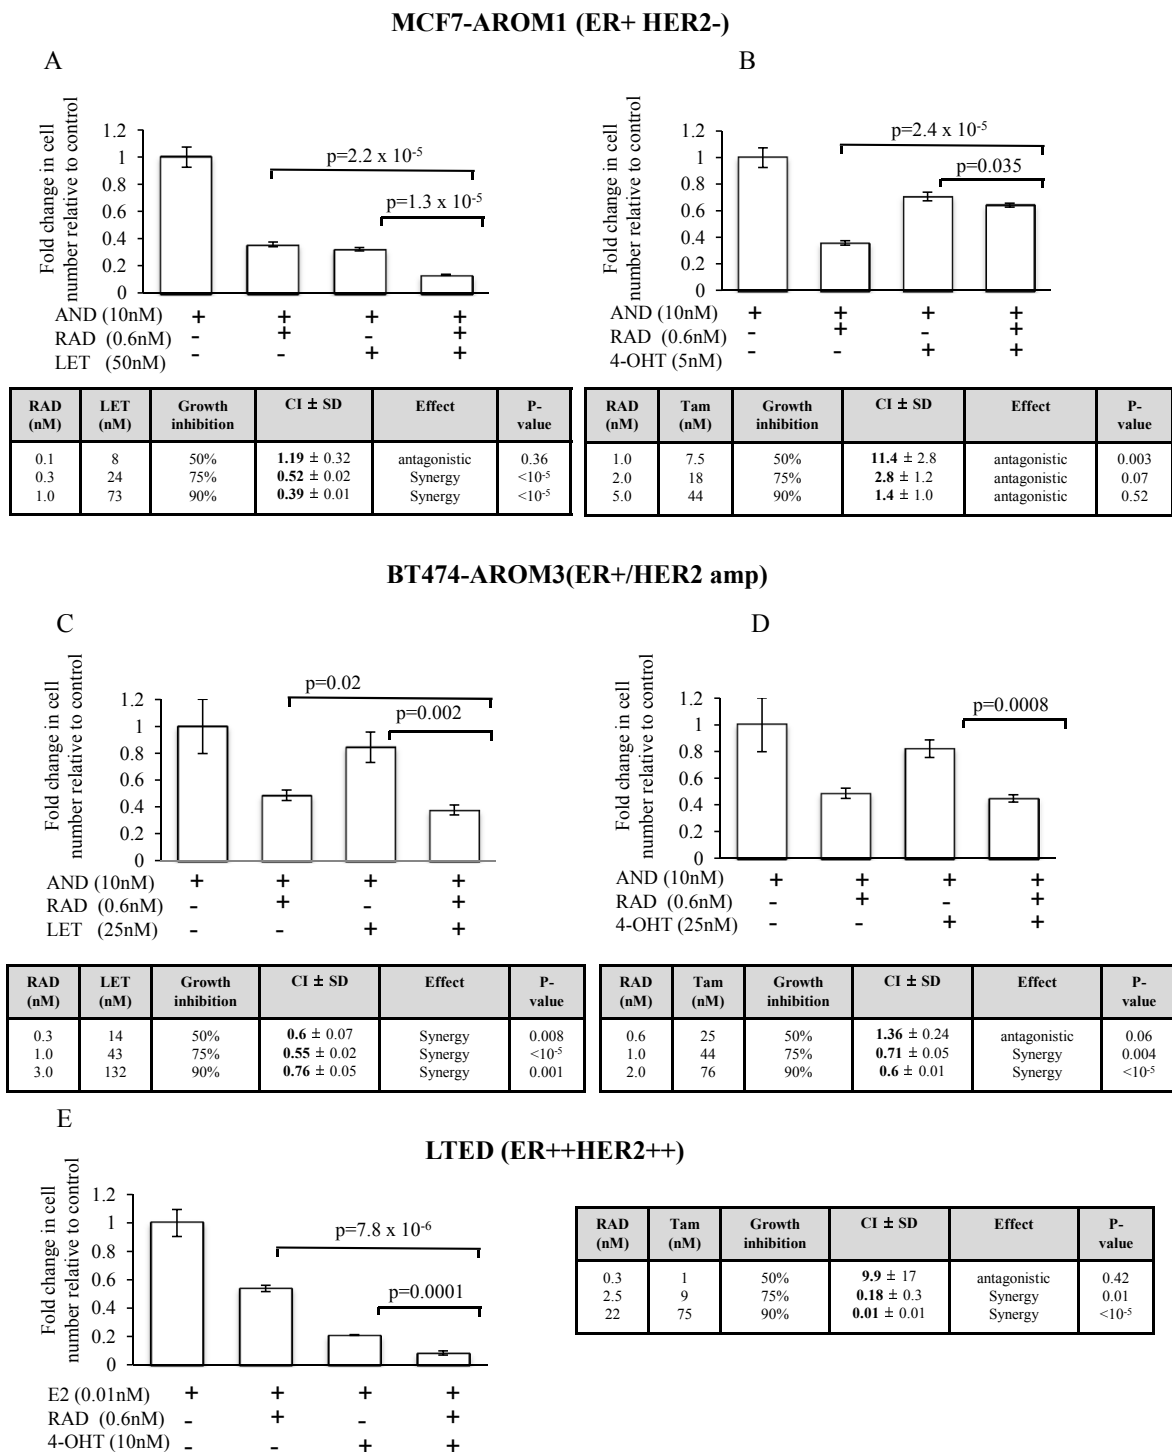 MCF7-AROM1 (ER+ HER2-)
A
Fold change in cell
number relative to control
1.2
1
0.8
0.6
0.4
0.2
0
p=2.2 x 10-5
p=1.3 x 10-5
AND (10nM) + + + +
RAD (0.6nM) - + - +
LET (50nM) - - + +
RAD (nM) LET (nM) Growth inhibition CI ± SD Effect P-value
0.1 8 50% 1.19 ± 0.32 antagonistic 0.36
0.3 24 75% 0.52 ± 0.02 Synergy <10-5
1.0 73 90% 0.39 ± 0.01 Synergy <10-5
B
Fold change in cell
number relative to control
1.2
1
0.8
0.6
0.4
0.2
0
p=2.4 x 10-5
p=0.035
AND (10nM) + + + +
RAD (0.6nM) - + - +
4-OHT (5nM) - - + +
RAD (nM) Tam (nM) Growth inhibition CI ± SD Effect P-value
1.0 7.5 50% 11.4 ± 2.8 antagonistic 0.003
2.0 18 75% 2.8 ± 1.2 antagonistic 0.07
5.0 44 90% 1.4 ± 1.0 antagonistic 0.52
BT474-AROM3(ER+/HER2 amp)
C
Fold change in cell
number relative to control
1.2
1
0.8
0.6
0.4
0.2
0
p=0.02
p=0.002
AND (10nM) + + + +
RAD (0.6nM) - + - +
LET (25nM) - - + +
RAD (nM) LET (nM) Growth inhibition CI ± SD Effect P-value
0.3 14 50% 0.6 ± 0.07 Synergy 0.008
1.0 43 75% 0.55 ± 0.02 Synergy <10-5
3.0 132 90% 0.76 ± 0.05 Synergy 0.001
D
Fold change in cell
number relative to control
1.2
1
0.8
0.6
0.4
0.2
0
p=0.0008
AND (10nM) + + + +
RAD (0.6nM) - + - +
4-OHT (25nM) - - + +
RAD (nM) Tam (nM) Growth inhibition CI ± SD Effect P-value
0.6 25 50% 1.36 ± 0.24 antagonistic 0.06
1.0 44 75% 0.71 ± 0.05 Synergy 0.004
2.0 76 90% 0.6 ± 0.01 Synergy <10-5
E
LTED (ER++HER2++)
Fold change in cell
number relative to control
1.2
1
0.8
0.6
0.4
0.2
0
p=7.8 x 10-6
p=0.0001
E2 (0.01nM) + + + +
RAD (0.6nM) - + - +
4-OHT (10nM) - - + +
RAD (nM) Tam (nM) Growth inhibition CI ± SD Effect P-value
0.3 1 50% 9.9 ± 17 antagonistic 0.42
2.5 9 75% 0.18 ± 0.3 Synergy 0.01
22 75 90% 0.01 ± 0.01 Synergy <10-5